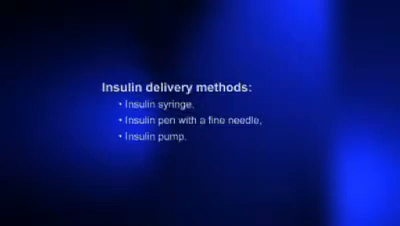 Insulin delivery methods:
• Insulin syringe,
• Insulin pen with a fine needle,
• Insulin pump.